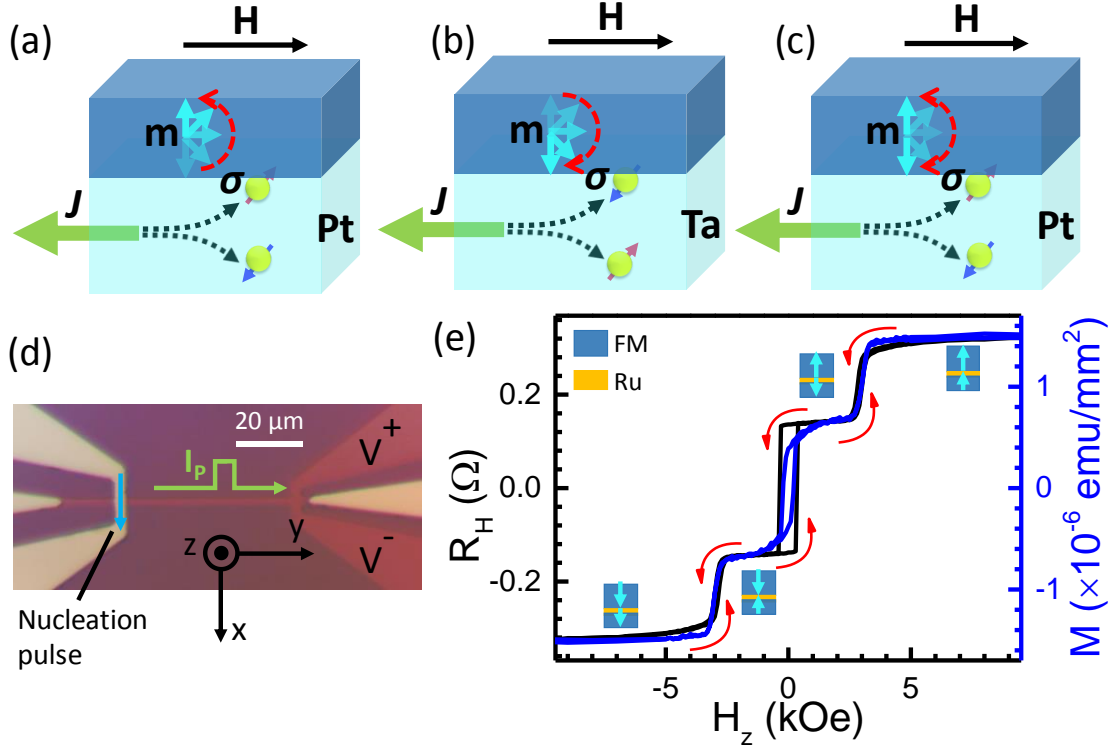 (a)
H
m
σ
J
Pt
(b)
H
m
σ
J
Ta
(c)
H
m
σ
J
Pt
(d)
20 μm
V+
I_P
z
y
V-
x
Nucleation
pulse
(e)
FM
Ru
0.2
0.0
-0.2
R_H (Ω)
1
0
-1
M (×10⁻⁶ emu/mm²)
-5
0
5
H_z (kOe)